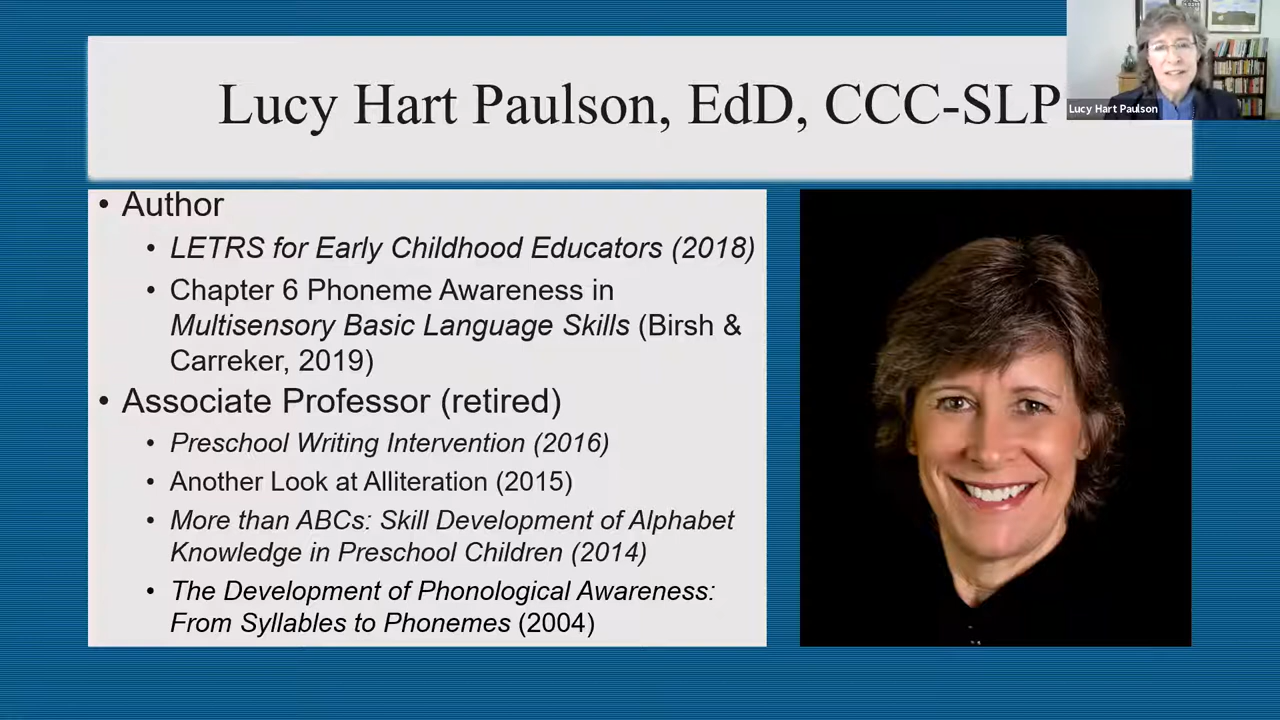 Lucy Hart Paulson, EdD, CCC-SLP
Lucy Hart Paulson
• Author
• LETRS for Early Childhood Educators (2018)
• Chapter 6 Phoneme Awareness in
Multisensory Basic Language Skills (Birsh &
Carreker, 2019)
• Associate Professor (retired)
• Preschool Writing Intervention (2016)
• Another Look at Alliteration (2015)
• More than ABCs: Skill Development of Alphabet
Knowledge in Preschool Children (2014)
• The Development of Phonological Awareness:
From Syllables to Phonemes (2004)